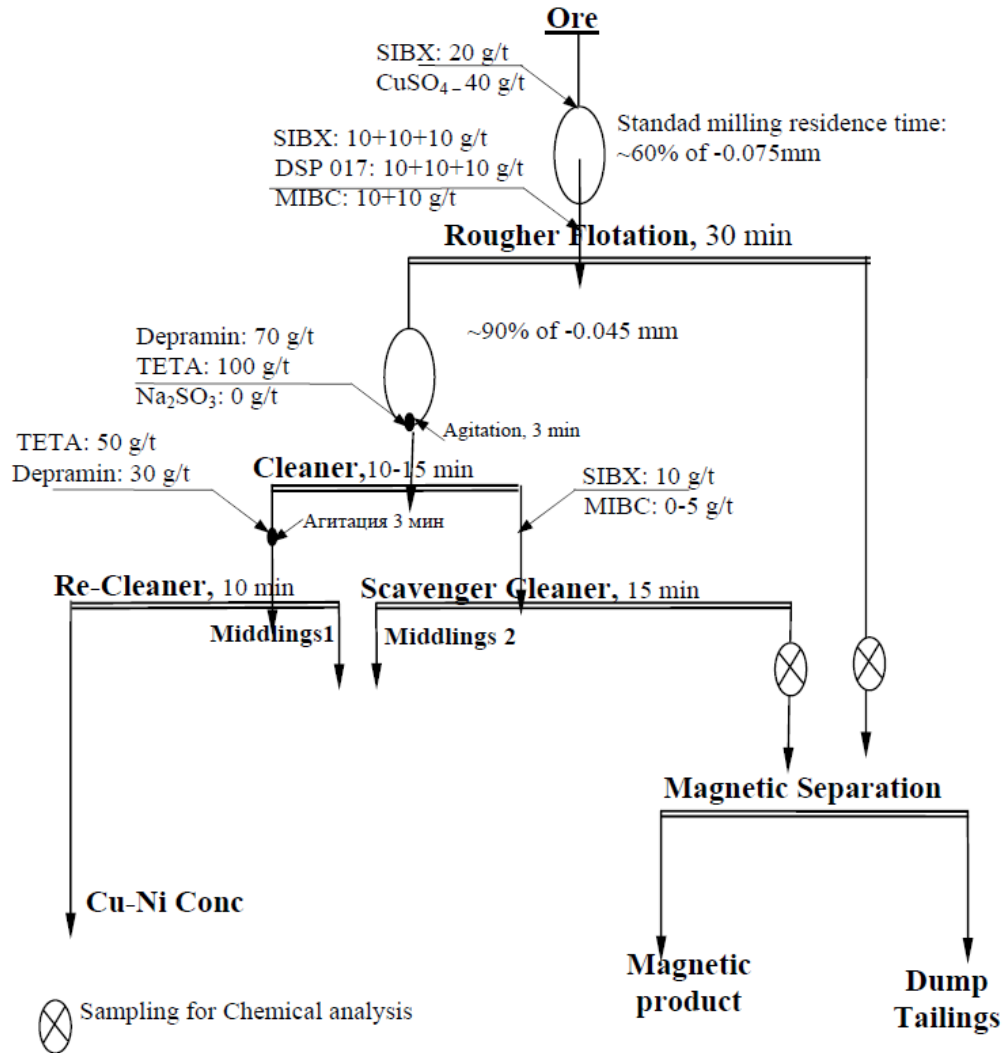 Ore
SIBX: 20 g/t
CuSO₄ – 40 g/t
Standad milling residence time:
~60% of -0.075mm
SIBX: 10+10+10 g/t
DSP 017: 10+10+10 g/t
MIBC: 10+10 g/t
Rougher Flotation, 30 min
~90% of -0.045 mm
Depramin: 70 g/t
TETA: 100 g/t
Na₂SO₃: 0 g/t
Agitation, 3 min
TETA: 50 g/t
Depramin: 30 g/t
Cleaner,10-15 min
SIBX: 10 g/t
MIBC: 0-5 g/t
Агитация 3 мин
Re-Cleaner, 10 min
Scavenger Cleaner, 15 min
Middlings1
Middlings 2
Magnetic Separation
Cu-Ni Conc
Magnetic
product
Dump
Tailings
Sampling for Chemical analysis